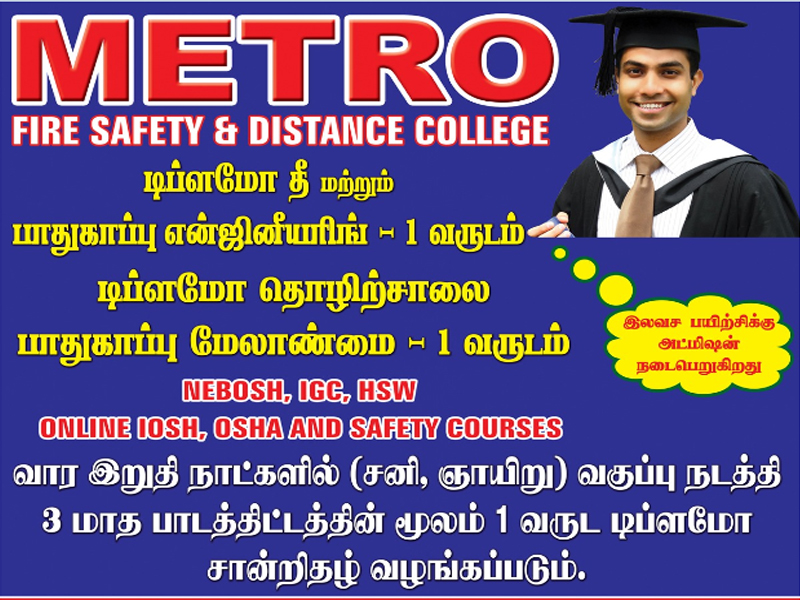 METRO
FIRE SAFETY & DISTANCE COLLEGE
டிப்ளமோ தீ மற்றும்
பாதுகாப்பு என்ஜினீயரிங் - 1 வருடம்
டிப்ளமோ தொழிற்சாலை
பாதுகாப்பு மேலாண்மை - 1 வருடம்
இலவச பயிற்சிக்கு
அட்மிஷன்
நடைபெறுகிறது
NEBOSH, IGC, HSW
ONLINE IOSH, OSHA AND SAFETY COURSES
வார இறுதி நாட்களில் (சனி, ஞாயிறு) வகுப்பு நடத்தி
3 மாத பாடத்திட்டத்தின் மூலம் 1 வருட டிப்ளமோ
சான்றிதழ் வழங்கப்படும்.